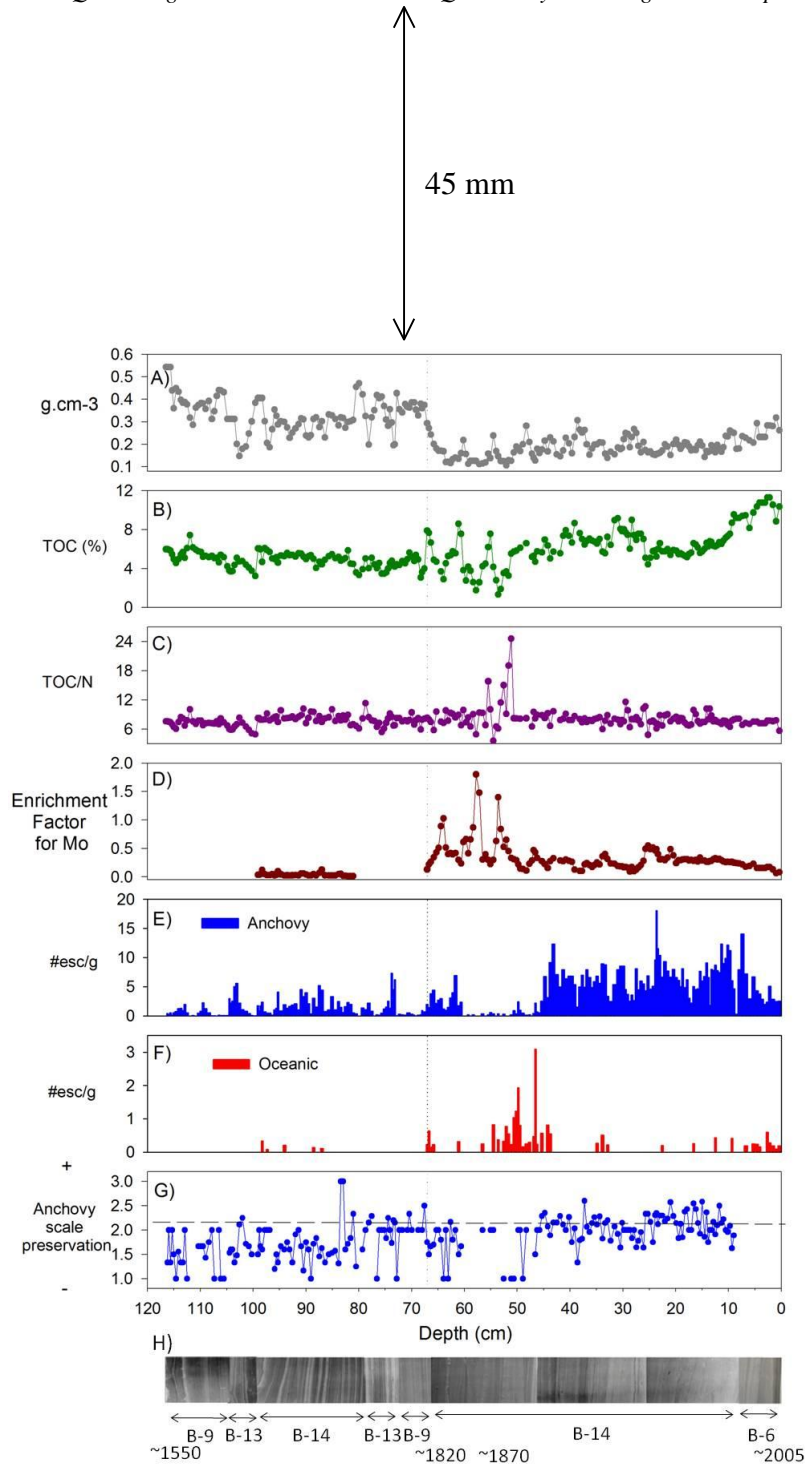 45 mm
A)
g.cm-3
0.6
0.5
0.4
0.3
0.2
0.1
B)
TOC (%)
12
8
4
0
C)
TOC/N
24
18
12
6
D)
Enrichment
Factor
for Mo
2.0
1.5
1.0
0.5
0.0
E)
Anchovy
#esc/g
20
15
10
5
0
F)
Oceanic
#esc/g
3
2
1
0
+
Anchovy
scale
preservation
-
G)
3.0
2.5
2.0
1.5
1.0
120 110 100 90 80 70 60 50 40 30 20 10 0
Depth (cm)
H)
B-9 B-13 B-14 B-13 B-9 B-14 B-6
~1550 ~1820 ~1870 ~2005